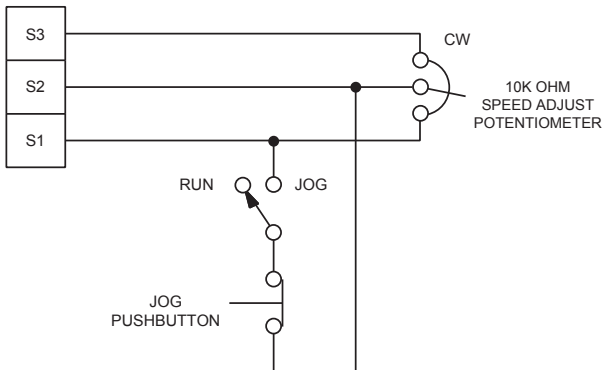 S3
CW
S2
10K OHM
SPEED ADJUST
POTENTIOMETER
S1
RUN
JOG
JOG
PUSHBUTTON